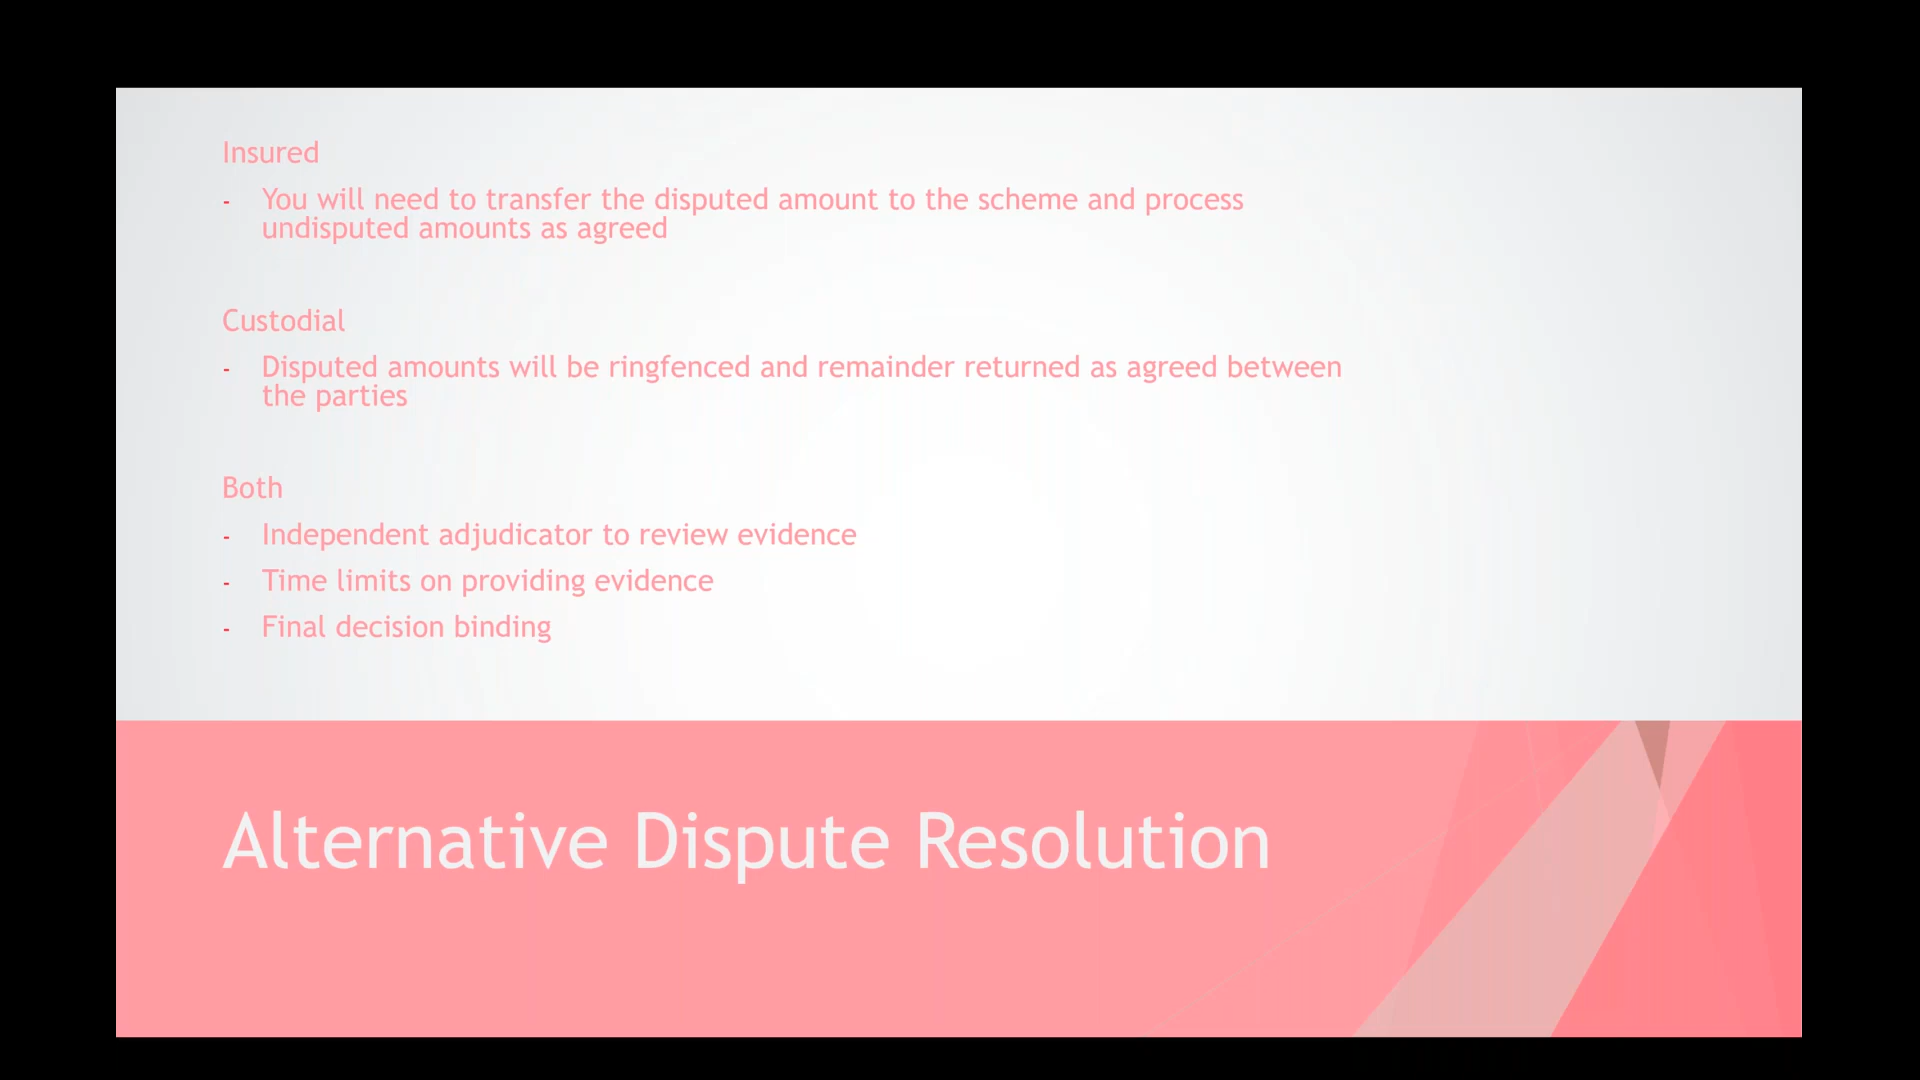 Insured
- You will need to transfer the disputed amount to the scheme and process
undisputed amounts as agreed
Custodial
- Disputed amounts will be ringfenced and remainder returned as agreed between
the parties
Both
- Independent adjudicator to review evidence
- Time limits on providing evidence
- Final decision binding
Alternative Dispute Resolution